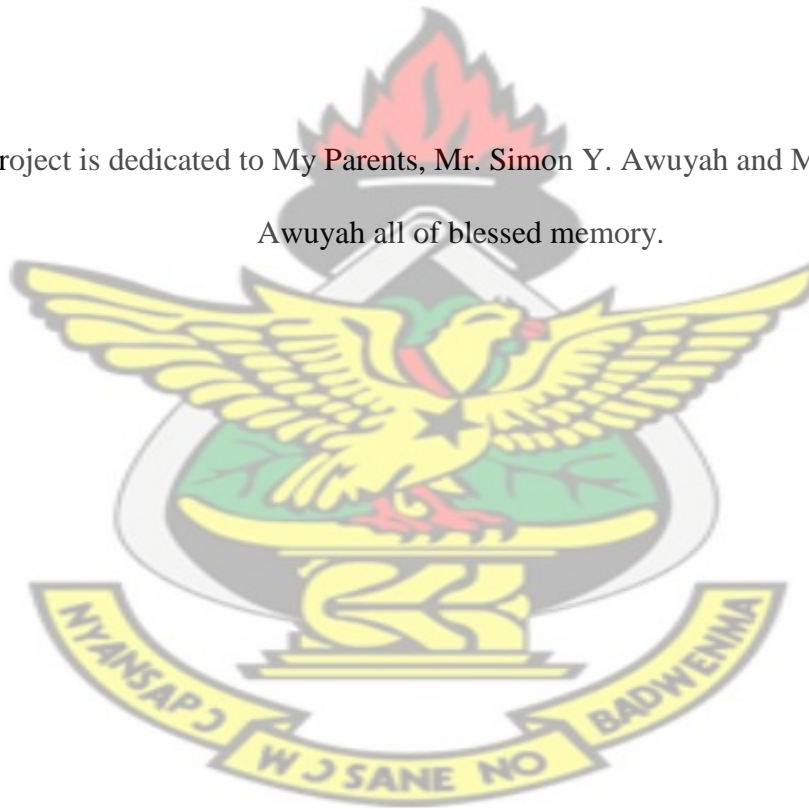 roject is dedicated to My Parents, Mr. Simon Y. Awuyah and M
Awuyah all of blessed memory.
NYANSAPƆ WƆSANE NO BADWENMA